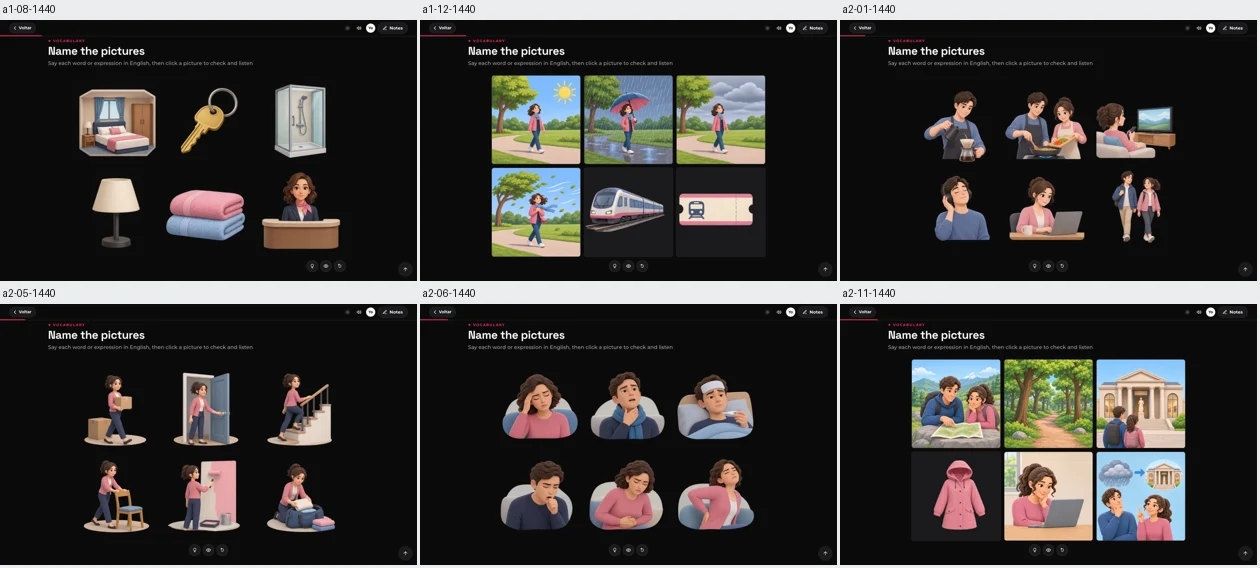 a1-08-1440
Voltar
Notes
VOCABULARY
Name the pictures
Say each word or expression in English, then click a picture to check and listen
a1-12-1440
Voltar
Notes
VOCABULARY
Name the pictures
Say each word or expression in English, then click a picture to check and listen
a2-01-1440
Voltar
Notes
VOCABULARY
Name the pictures
Say each word or expression in English, then click a picture to check and listen
a2-05-1440
Voltar
Notes
VOCABULARY
Name the pictures
Say each word or expression in English, then click a picture to check and listen
a2-06-1440
Voltar
Notes
VOCABULARY
Name the pictures
Say each word or expression in English, then click a picture to check and listen
a2-11-1440
Voltar
Notes
VOCABULARY
Name the pictures
Say each word or expression in English, then click a picture to check and listen